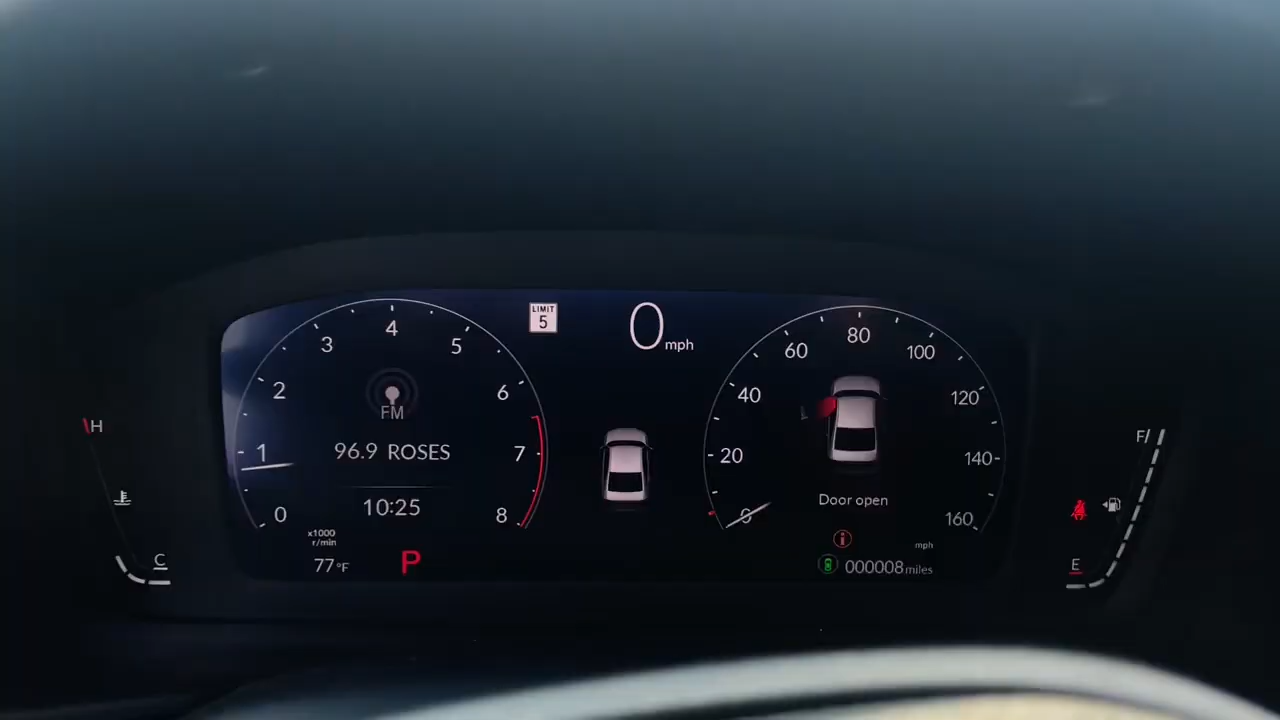 LIMIT
5
0 mph
0
1
2
3
4
5
6
7
8
FM
96.9 ROSES
10:25
x1000
r/min
77°F
P
0
20
40
60
80
100
120
140
160
Door open
mph
000008 miles
H
C
F
E